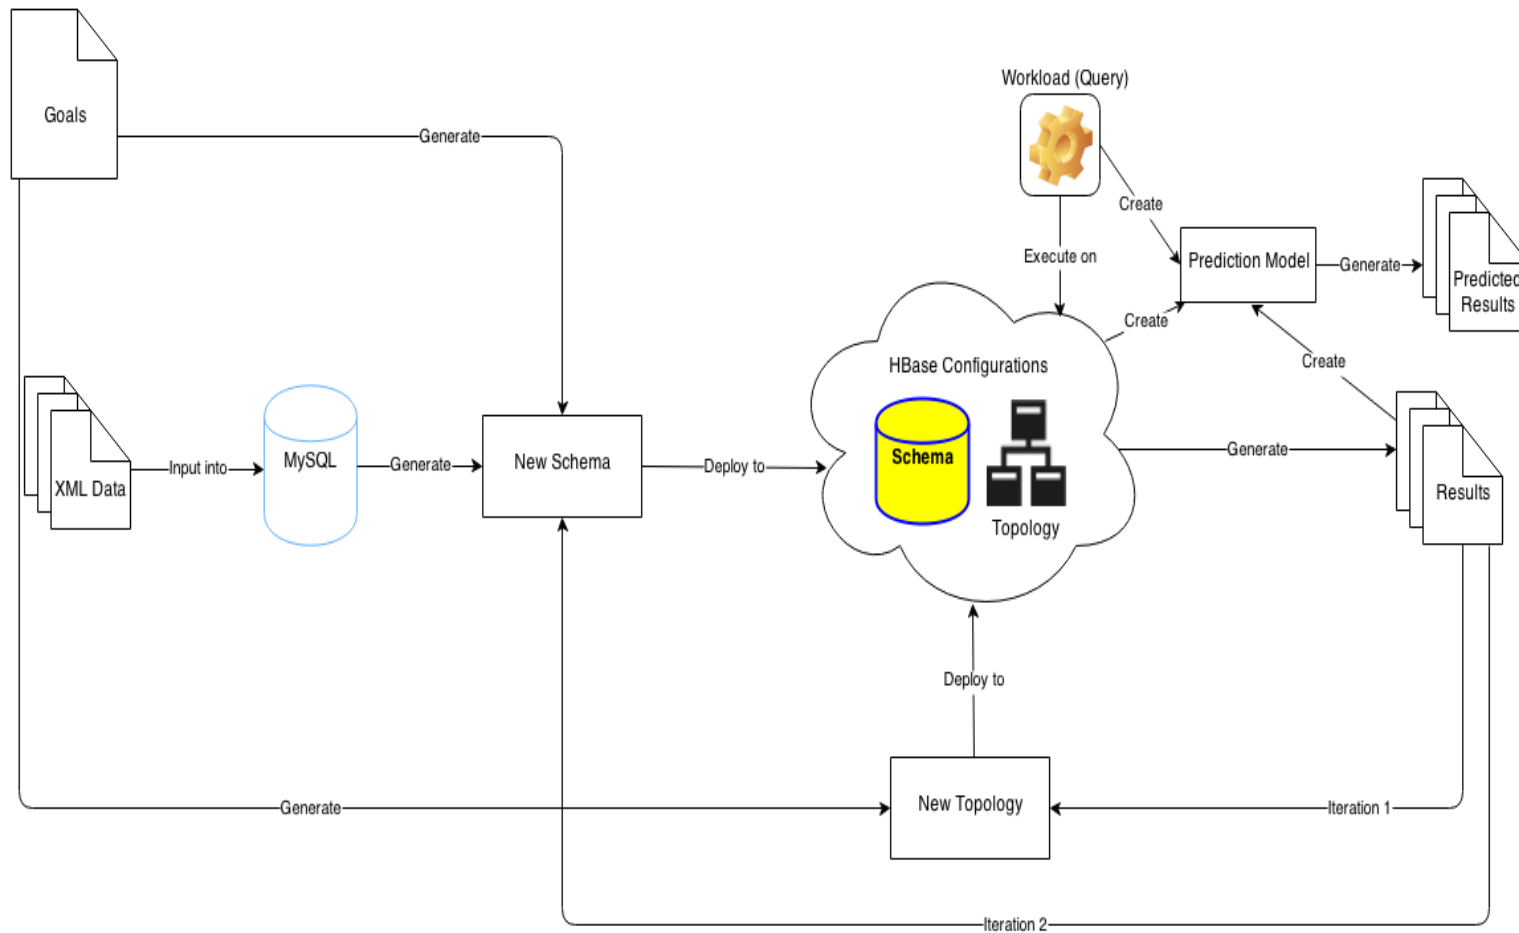 Goals
Generate
Workload (Query)
Create
Execute on
Prediction Model
Generate
Predicted
Results
Create
Create
HBase Configurations
Schema
Topology
XML Data
Input into
MySQL
Generate
New Schema
Deploy to
Generate
Results
Deploy to
Generate
New Topology
Iteration 1
Iteration 2